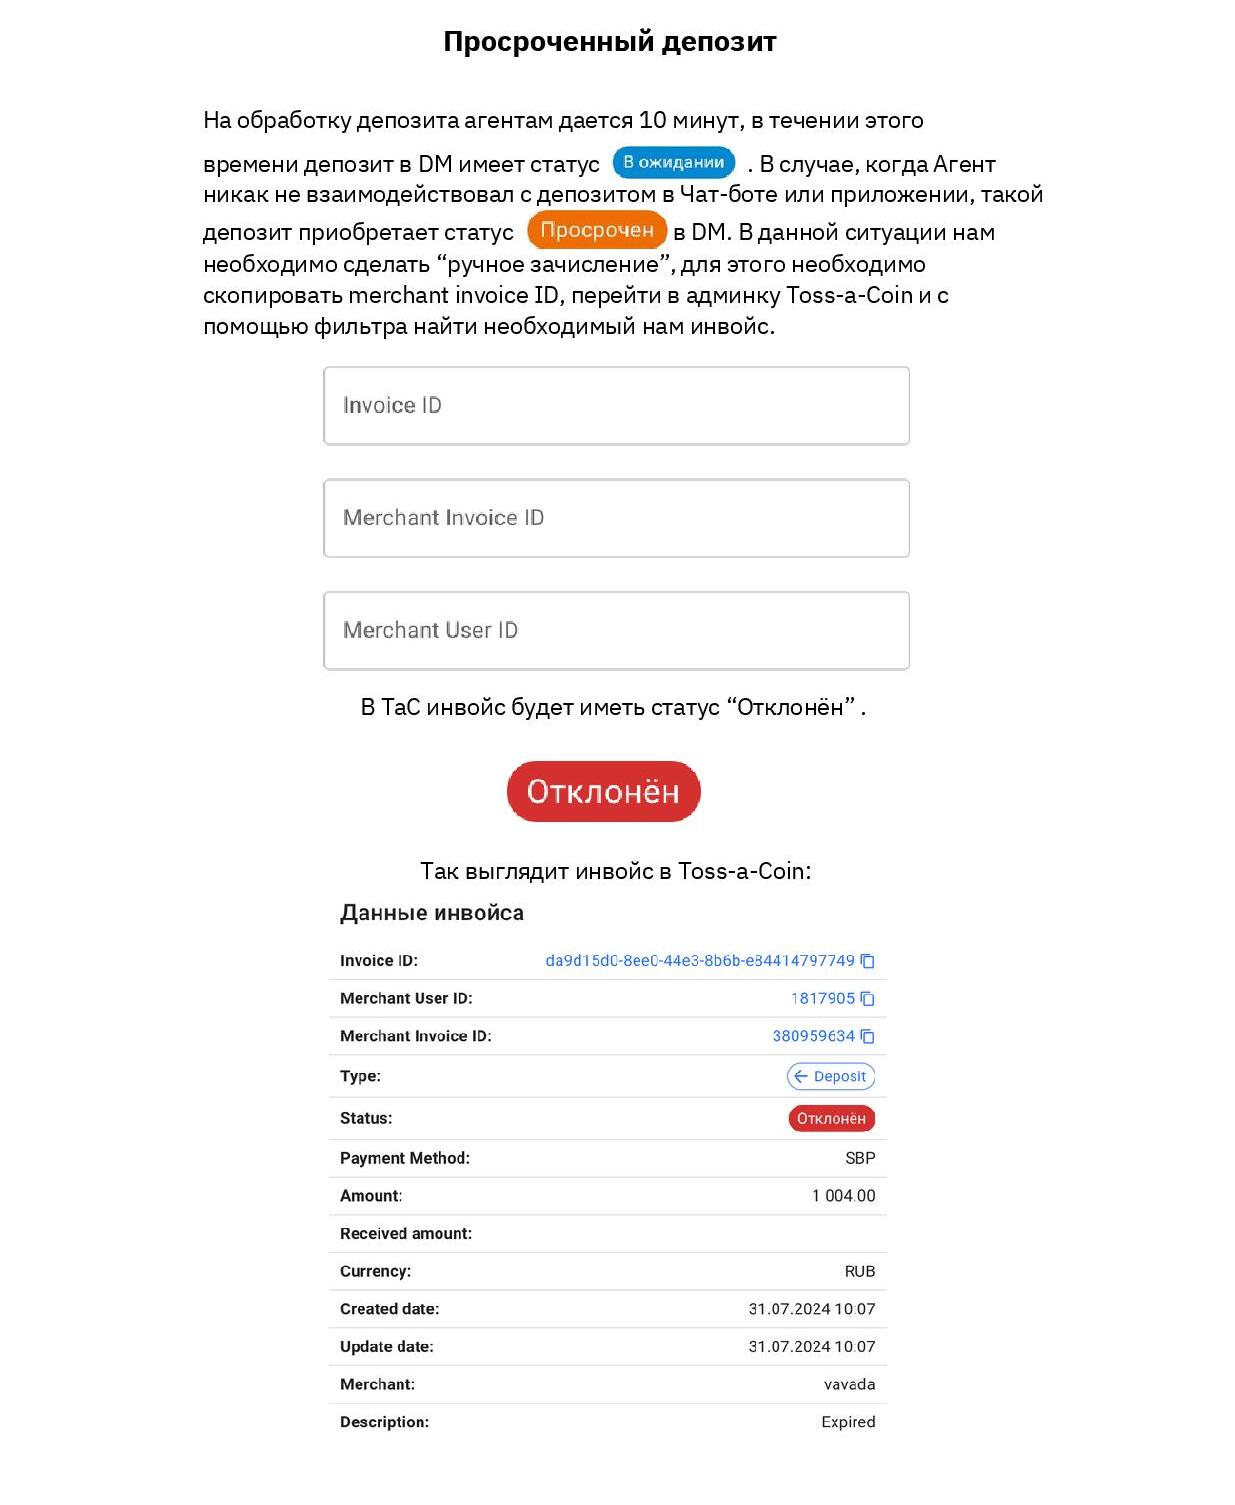 Просроченный депозит
На обработку депозита агентам дается 10 минут, в течении этого
времени депозит в DM имеет статус В ожидании . В случае, когда Агент
никак не взаимодействовал с депозитом в Чат-боте или приложении, такой
депозит приобретает статус Просрочен в DM. В данной ситуации нам
необходимо сделать “ручное зачисление”, для этого необходимо
скопировать merchant invoice ID, перейти в админку Toss-a-Coin и с
помощью фильтра найти необходимый нам инвойс.
Invoice ID
Merchant Invoice ID
Merchant User ID
В ТаС инвойс будет иметь статус “Отклонён” .
Отклонён
Так выглядит инвойс в Toss-a-Coin:
Данные инвойса
Invoice ID: da9d15d0-8ee0-44e3-8b6b-e84414797749
Merchant User ID: 1817905
Merchant Invoice ID: 380959634
Type: ← Deposit
Status: Отклонён
Payment Method: SBP
Amount: 1 004.00
Received amount:
Currency: RUB
Created date: 31.07.2024 10:07
Update date: 31.07.2024 10:07
Merchant: vavada
Description: Expired